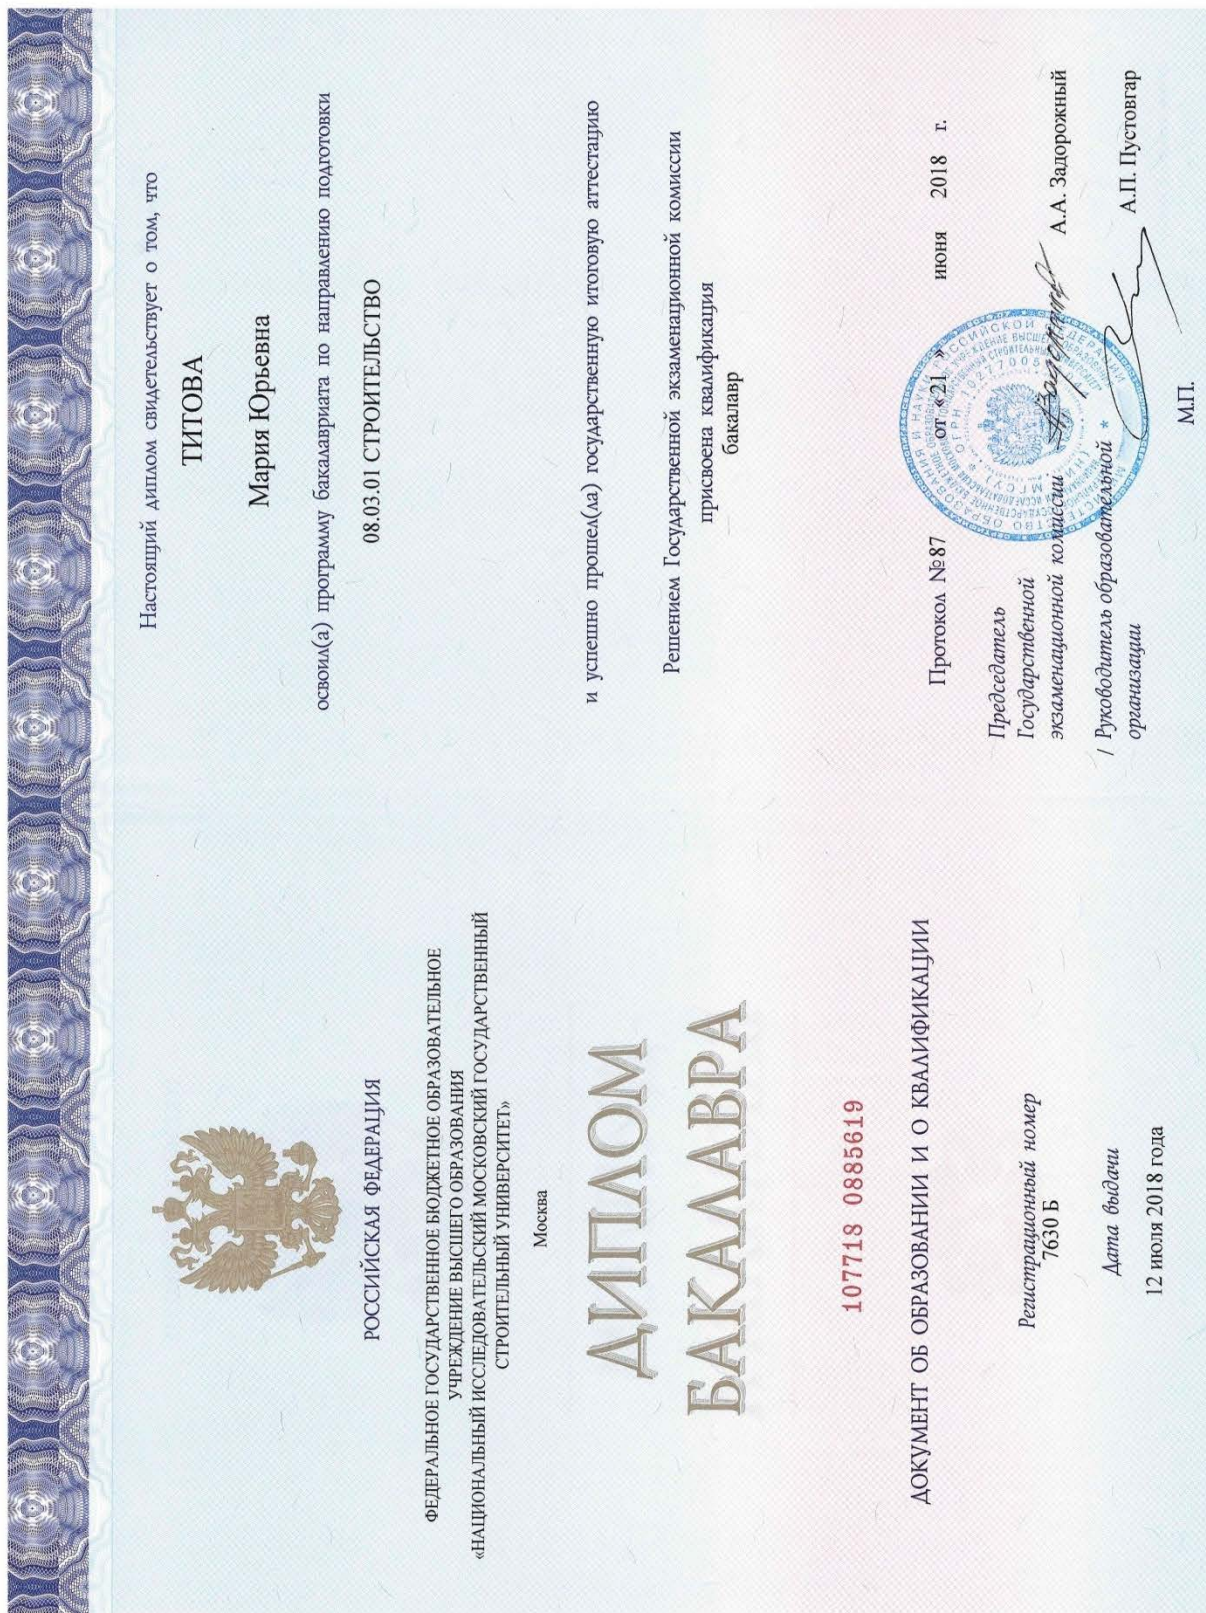 РОССИЙСКАЯ ФЕДЕРАЦИЯ
ФЕДЕРАЛЬНОЕ ГОСУДАРСТВЕННОЕ БЮДЖЕТНОЕ ОБРАЗОВАТЕЛЬНОЕ
УЧРЕЖДЕНИЕ ВЫСШЕГО ОБРАЗОВАНИЯ
«НАЦИОНАЛЬНЫЙ ИССЛЕДОВАТЕЛЬСКИЙ МОСКОВСКИЙ ГОСУДАРСТВЕННЫЙ
СТРОИТЕЛЬНЫЙ УНИВЕРСИТЕТ»
Москва
ДИПЛОМ
БАКАЛАВРА
107718 0885619
ДОКУМЕНТ ОБ ОБРАЗОВАНИИ И О КВАЛИФИКАЦИИ
Регистрационный номер
7630 Б
Дата выдачи
12 июля 2018 года
Настоящий диплом свидетельствует о том, что
ТИТОВА
Мария Юрьевна
освоил(а) программу бакалавриата по направлению подготовки
08.03.01 СТРОИТЕЛЬСТВО
и успешно прошел(ла) государственную итоговую аттестацию
Решением Государственной экзаменационной комиссии
присвоена квалификация
бакалавр
Протокол №87 от «21 » июня 2018 г.
Председатель
Государственной
экзаменационной комиссии А.А. Задорожный
/ Руководитель образовательной
организации А.П. Пустовгар
М.П.